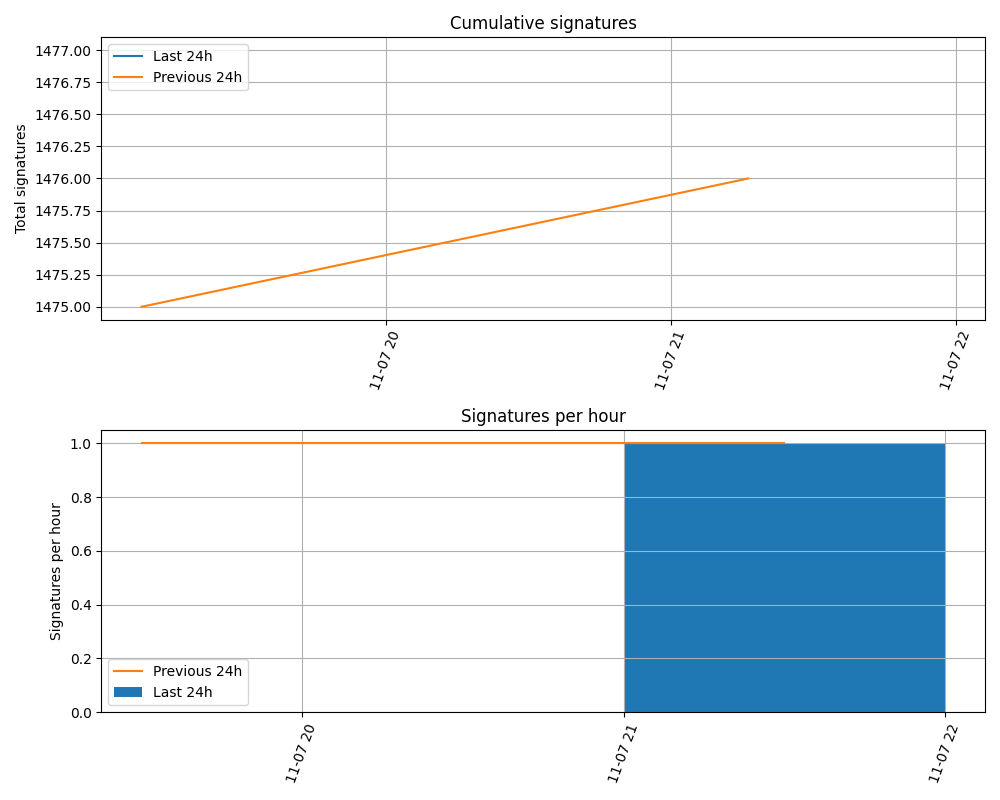 Cumulative signatures
Last 24h
Previous 24h
Total signatures
1477.00
1476.75
1476.50
1476.25
1476.00
1475.75
1475.50
1475.25
1475.00
11-07 20
11-07 21
11-07 22
Signatures per hour
Signatures per hour
1.0
0.8
0.6
0.4
0.2
0.0
Previous 24h
Last 24h
11-07 20
11-07 21
11-07 22